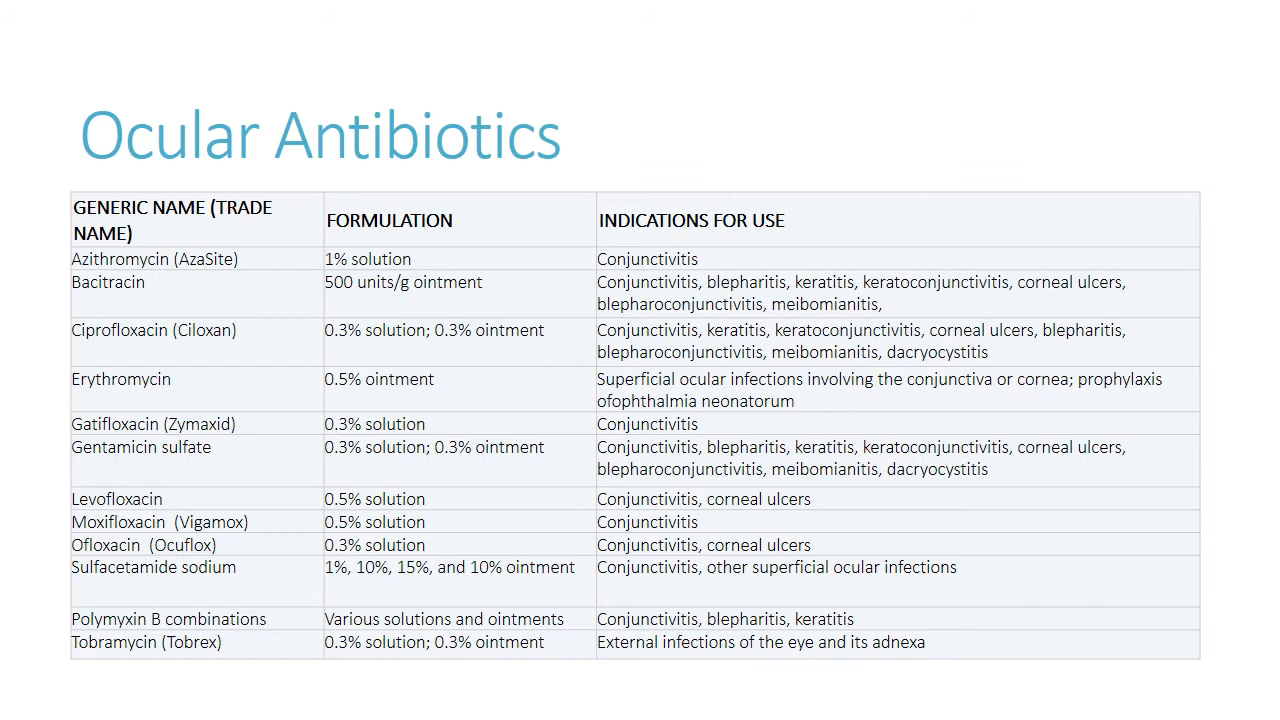 Ocular Antibiotics
GENERIC NAME (TRADE
NAME)
FORMULATION
INDICATIONS FOR USE
Azithromycin (AzaSite)
1% solution
Conjunctivitis
Bacitracin
500 units/g ointment
Conjunctivitis, blepharitis, keratitis, keratoconjunctivitis, corneal ulcers,
blepharoconjunctivitis, meibomianitis,
Ciprofloxacin (Ciloxan)
0.3% solution; 0.3% ointment
Conjunctivitis, keratitis, keratoconjunctivitis, corneal ulcers, blepharitis,
blepharoconjunctivitis, meibomianitis, dacryocystitis
Erythromycin
0.5% ointment
Superficial ocular infections involving the conjunctiva or cornea; prophylaxis
ofophthalmia neonatorum
Gatifloxacin (Zymaxid)
0.3% solution
Conjunctivitis
Gentamicin sulfate
0.3% solution; 0.3% ointment
Conjunctivitis, blepharitis, keratitis, keratoconjunctivitis, corneal ulcers,
blepharoconjunctivitis, meibomianitis, dacryocystitis
Levofloxacin
0.5% solution
Conjunctivitis, corneal ulcers
Moxifloxacin (Vigamox)
0.5% solution
Conjunctivitis
Ofloxacin (Ocuflox)
0.3% solution
Conjunctivitis, corneal ulcers
Sulfacetamide sodium
1%, 10%, 15%, and 10% ointment
Conjunctivitis, other superficial ocular infections
Polymyxin B combinations
Various solutions and ointments
Conjunctivitis, blepharitis, keratitis
Tobramycin (Tobrex)
0.3% solution; 0.3% ointment
External infections of the eye and its adnexa